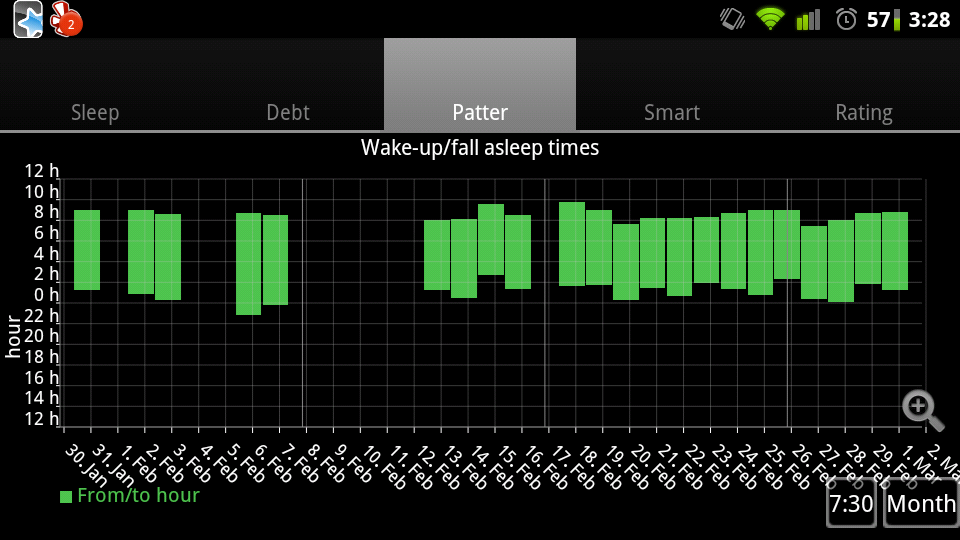 2
57 3:28
Sleep Debt Patter Smart Rating
Wake-up/fall asleep times
12 h
10 h
8 h
6 h
4 h
2 h
0 h
22 h
20 h
18 h
16 h
14 h
12 h
hour
30. Jan
31. Jan
1. Feb
2. Feb
3. Feb
4. Feb
5. Feb
6. Feb
7. Feb
8. Feb
9. Feb
10. Feb
11. Feb
12. Feb
13. Feb
14. Feb
15. Feb
16. Feb
17. Feb
18. Feb
19. Feb
20. Feb
21. Feb
22. Feb
23. Feb
24. Feb
25. Feb
26. Feb
27. Feb
28. Feb
29. Feb
1. Mar
2. Ma
From/to hour
7:30 Month